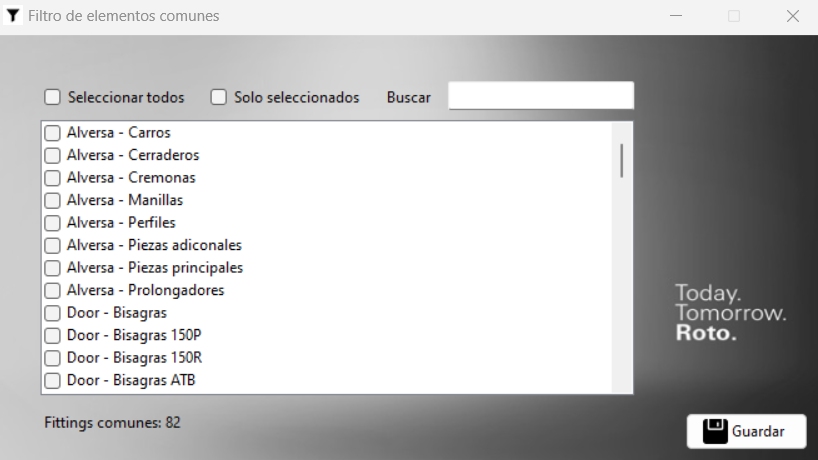 Filtro de elementos comunes
Seleccionar todos Solo seleccionados Buscar
Alversa - Carros
Alversa - Cerraderos
Alversa - Cremonas
Alversa - Manillas
Alversa - Perfiles
Alversa - Piezas adiconales
Alversa - Piezas principales
Alversa - Prolongadores
Door - Bisagras
Door - Bisagras 150P
Door - Bisagras 150R
Door - Bisagras ATB
Today.
Tomorrow.
Roto.
Fittings comunes: 82
Guardar